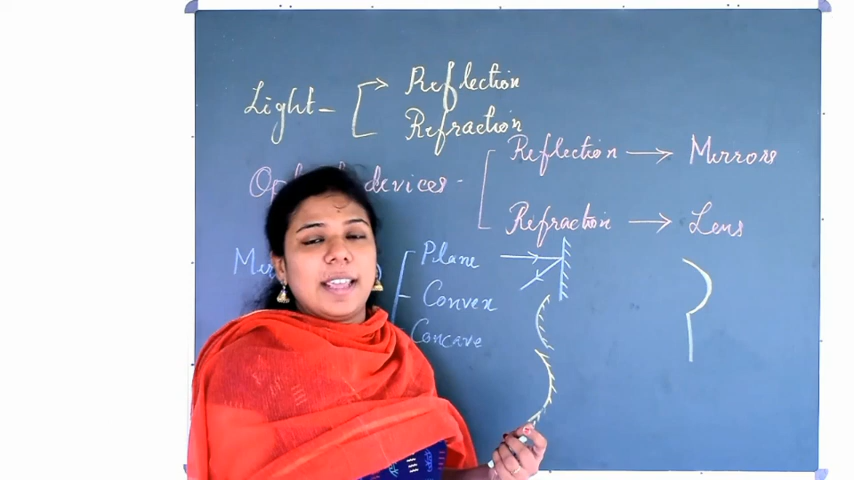 Light - Reflection
Refraction
devices - Reflection → Mirrors
Refraction → Lens
Plane
Convex
Concave